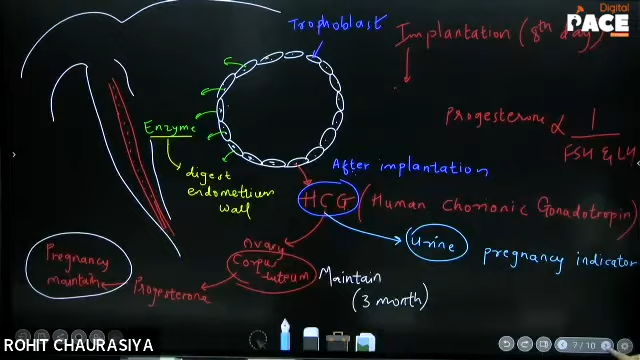 Digital
PACE
Trophoblast
Implantation (8th day)
Progesterone ∝ 1
FSH & LH
Enzyme
digest
endometrium
wall
After implantation
HCG (Human Chorionic Gonadotropin)
Urine pregnancy indicator
ovary
Corpus
luteum
Maintain
(3 month)
Progesterone
Pregnancy
maintain
7 / 10
ROHIT CHAURASIYA